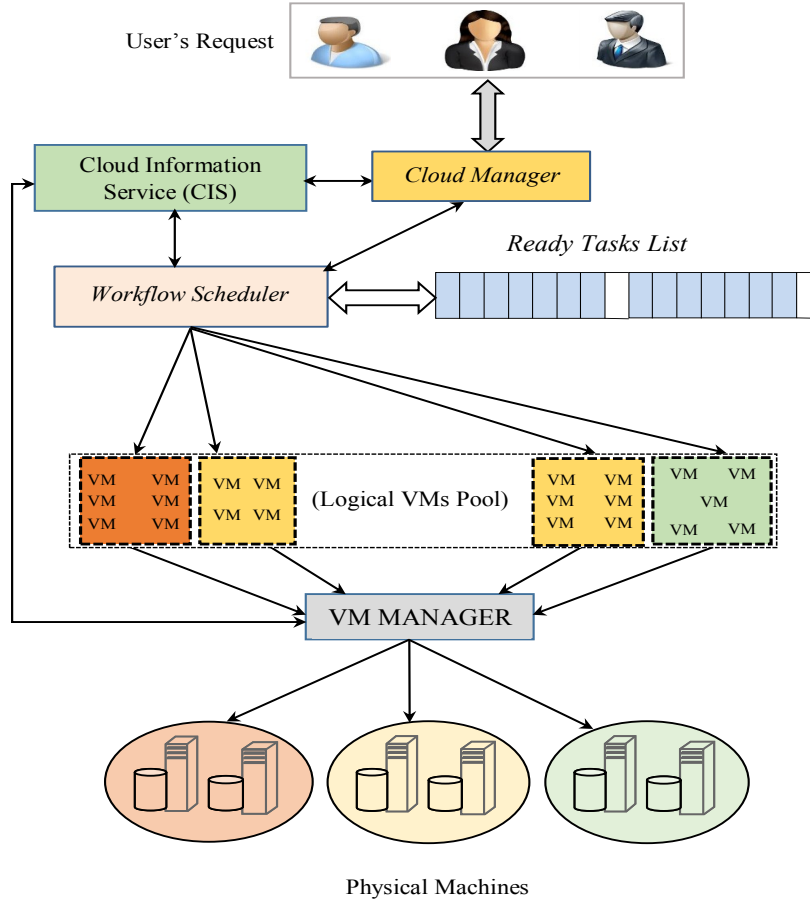 User's Request
Cloud Information
Service (CIS)
Cloud Manager
Ready Tasks List
Workflow Scheduler
VM VM
VM VM
VM VM
VM VM
VM VM
(Logical VMs Pool)
VM VM
VM VM
VM VM
VM VM
VM
VM VM
VM MANAGER
Physical Machines